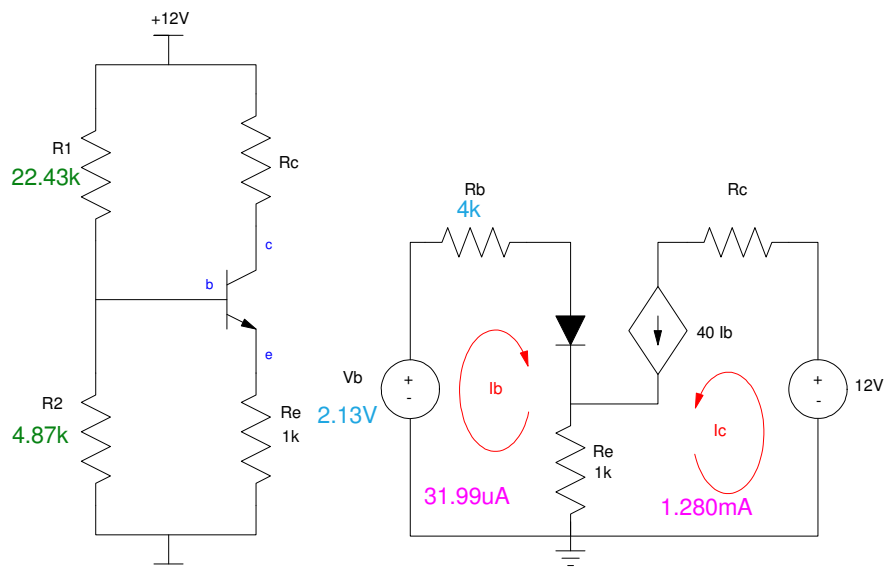 +12V
R1
22.43k
Rc
c
b
e
R2
4.87k
Re
1k
Rb
4k
Rc
40 Ib
Vb
+
-
2.13V
Ib
Ic
+
-
12V
Re
1k
31.99uA
1.280mA